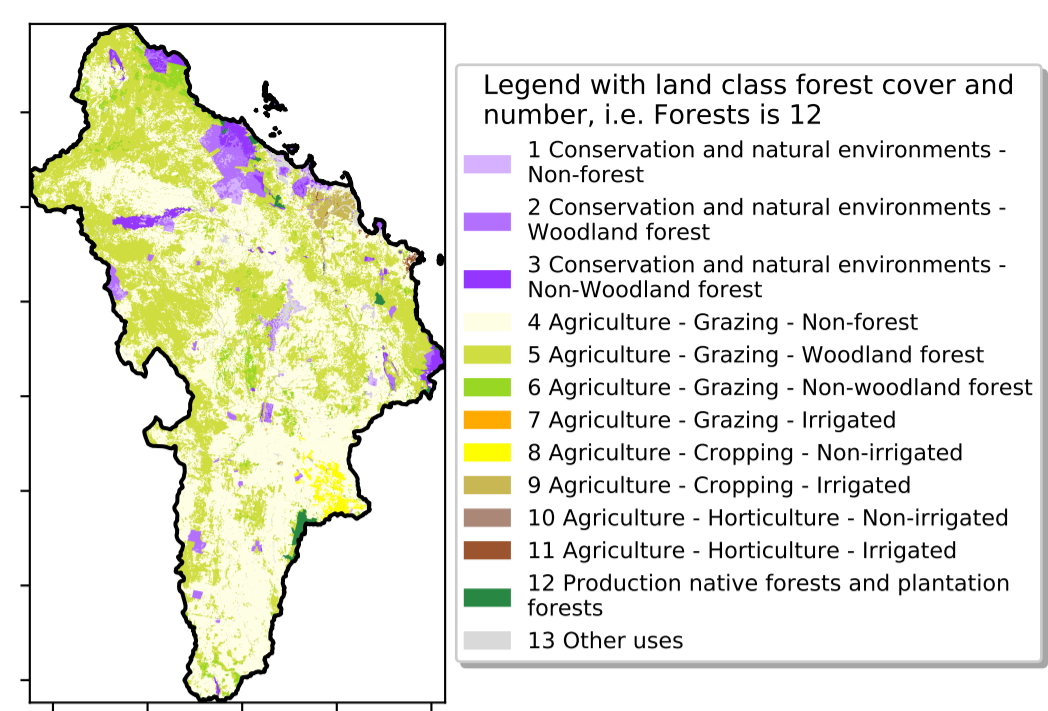 Legend with land class forest cover and
number, i.e. Forests is 12
1 Conservation and natural environments -
Non-forest
2 Conservation and natural environments -
Woodland forest
3 Conservation and natural environments -
Non-Woodland forest
4 Agriculture - Grazing - Non-forest
5 Agriculture - Grazing - Woodland forest
6 Agriculture - Grazing - Non-woodland forest
7 Agriculture - Grazing - Irrigated
8 Agriculture - Cropping - Non-irrigated
9 Agriculture - Cropping - Irrigated
10 Agriculture - Horticulture - Non-irrigated
11 Agriculture - Horticulture - Irrigated
12 Production native forests and plantation
forests
13 Other uses